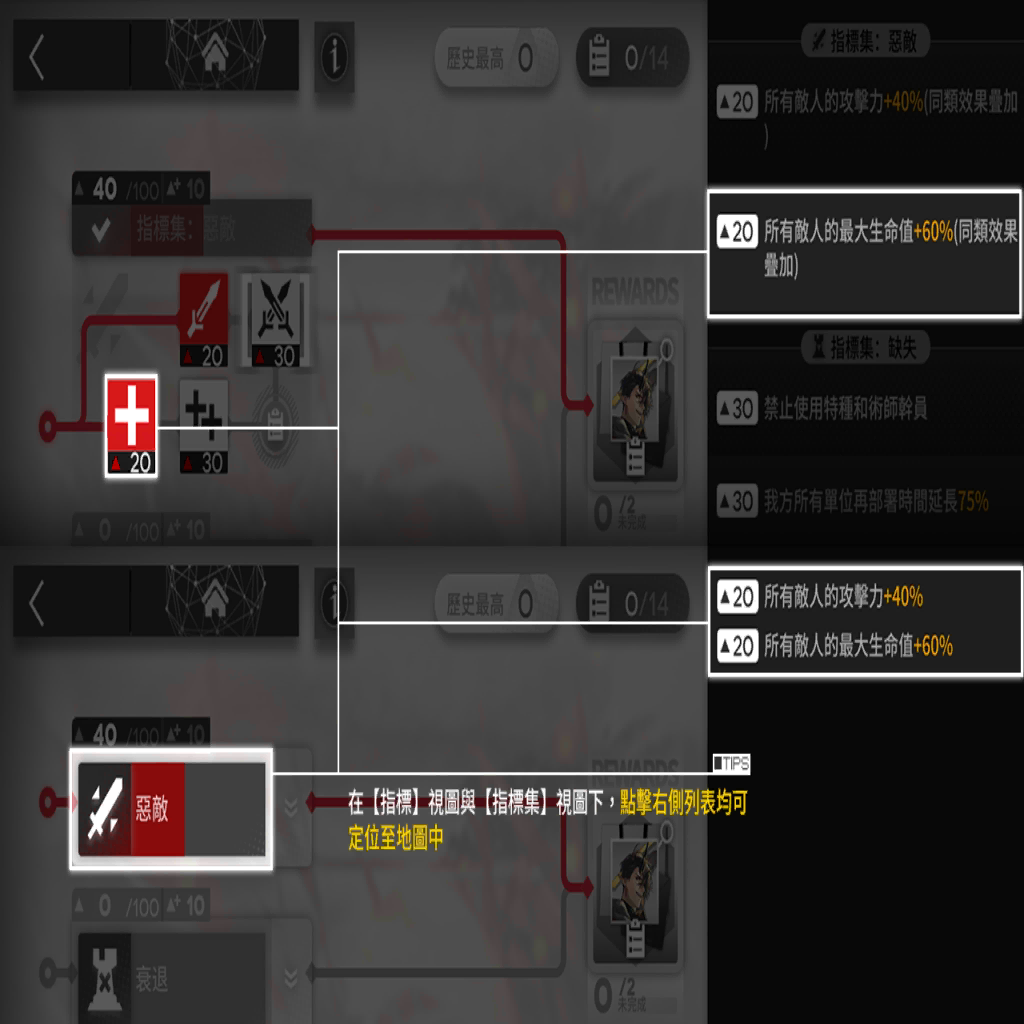 歷史最高 0
0/14
指標集：惡敵
▲20 所有敵人的攻擊力+40%(同類效果疊加
)
▲40 /100 ▲+10
指標集：惡敵
▲20 所有敵人的最大生命值+60%(同類效果
疊加)
REWARDS
▲20
▲30
指標集：缺失
▲30 禁止使用特種和術師幹員
▲20
▲30
▲30 我方所有單位再部署時間延長75%
0 /2
未完成
▲0 /100 ▲+10
歷史最高 0
0/14
▲20 所有敵人的攻擊力+40%
▲20 所有敵人的最大生命值+60%
▲40 /100 ▲+10
TIPS
REWARDS
惡敵
在【指標】視圖與【指標集】視圖下，點擊右側列表均可
定位至地圖中
▲0 /100 ▲+10
衰退
0 /2
未完成